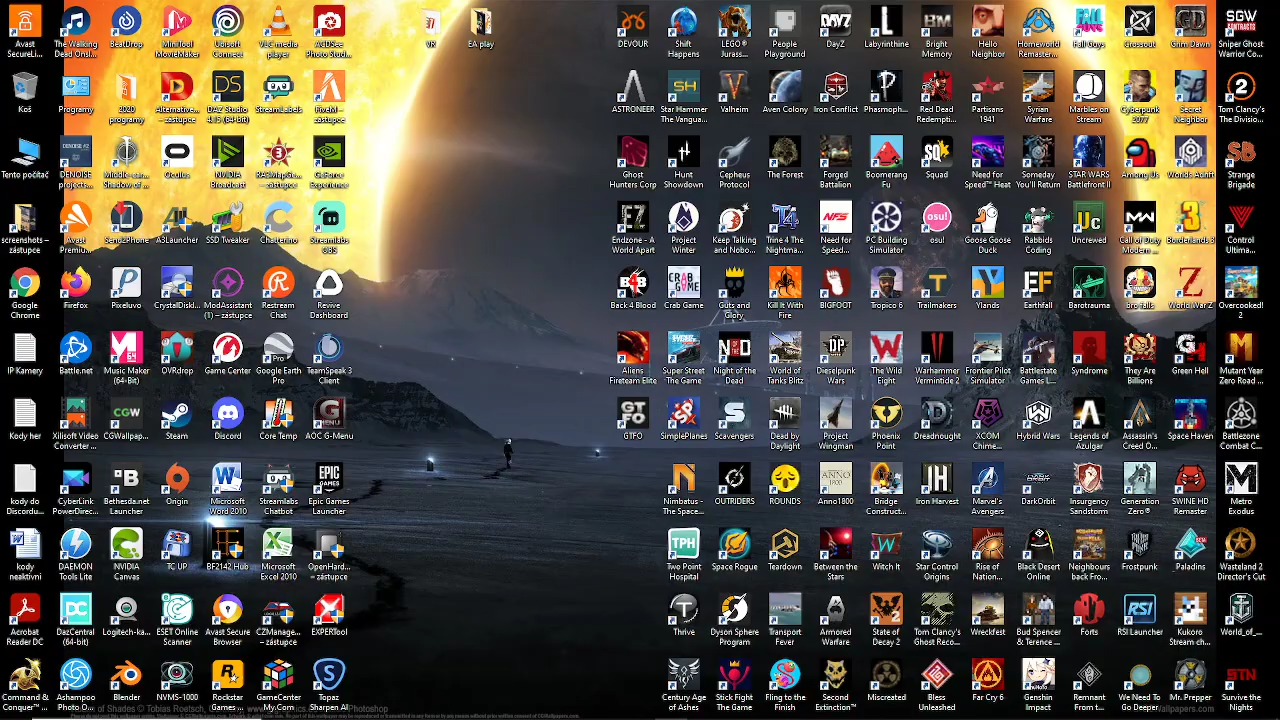 Avast SecureLi...
The Walking Dead Onsl...
BeatDrop
MiniTool MovieMaker
Ubisoft Connect
VLC media player
ACDSee Photo Studi...
VR
EA play
DEVOUR
Shift Happens
LEGO® Juras...
People Playground
DayZ
Labyrinthine
Bright Memory
Hello Neighbor
Homeworld Remaster...
Fall Guys
Crossout
Grim Dawn
Sniper Ghost Warrior Co...
Koš
Programy
2020 programy
Alternative... – zástupce
DAZ Studio 4.15 (64-bit)
StreamLabels
FiveM – zástupce
ASTRONEER
Star Hammer The Vangua...
Valheim
Aven Colony
Iron Conflict
Phasmoph...
Red Dead Redempti...
Partisans 1941
Syrian Warfare
Marbles on Stream
Cyberpunk 2077
Secret Neighbor
Tom Clancy's The Divisio...
Tento počítač
DENOISE projects...
Middle-ear... Shadow of...
Oculus
NVIDIA Broadcast
RABMapGe... – zástupce
GeForce Experience
Ghost Hunters Corp
Hunt Showdown
Cepheus Protocol
The Forest
Forged Battalion
Boomerang Fu
Squad
Need for Speed™ Heat
Someday You'll Return
STAR WARS Battlefront II
Among Us
Worlds Adrift
Strange Brigade
screenshots – zástupce
Avast Premiu...
Send2Phone
A3Launcher
SSD Tweaker
Chatterino
Streamlabs OBS
Endzone - A World Apart
Project Winter
Keep Talking and Nobo...
Trine 4 The Nightma...
Need for Speed...
PC Building Simulator
osu!
Goose Goose Duck
Rabbids Coding
Uncrewed
Call of Duty Modern ...
Borderlands 3
Control Ultima...
Google Chrome
Firefox
Pixeluvo
CrystalDisk...
ModAssistant (1) – zástupce
Restream Chat
Revive Dashboard
Back 4 Blood
Crab Game
Guts and Glory
Kill It With Fire
BIGFOOT
Tropico 6
Trailmakers
Ylands
Earthfall
Barotrauma
bro falls
World War Z
Overcooked! 2
IP Kamery
Battle.net
Music Maker (64-Bit)
OVRdrop
Game Center
Google Earth Pro
TeamSpeak 3 Client
Aliens Fireteam Elite
Super Street The Game
Night of the Dead
World of Tanks Blitz
Dieselpunk Wars
The Wild Eight
Warhammer Vermintide 2
Frontier Pilot Simulator
Battlestate Games L...
Syndrome
They Are Billions
Green Hell
Mutant Year Zero Road ...
Kody her
Xilisoft Video Converter...
CGWallpap...
Steam
Discord
Core Temp
AOC G-Menu
GTFO
SimplePlanes
Scavengers
Dead by Daylight
Project Wingman
Phoenix Point
Dreadnought
XCOM Chime...
Hybrid Wars
Legends of Azulgar
Assassin's Creed O...
Space Haven
Battlezone Combat C...
kody do Discordu...
CyberLink PowerDirec...
Bethesda.net Launcher
Origin
Microsoft Word 2010
Streamlabs Chatbot
Epic Games Launcher
Nimbatus - The Space...
OUTRIDERS
ROUNDS
Anno1800
Bridge Construct...
Iron Harvest
Marvel's Avengers
DarkOrbit
Insurgency Sandstorm
Generation Zero®
SWINE HD Remaster
Metro Exodus
kody neaktivní
DAEMON Tools Lite
NVIDIA Canvas
TC UP
BF2142 Hub
Microsoft Excel 2010
OpenHard... – zástupce
Two Point Hospital
Space Rogue
Teardown
Between the Stars
Witch It
Star Control Origins
Rise of Nation...
Black Desert Online
Neighbours back Fro...
Frostpunk
Paladins
Wasteland 2 Director's Cut
Acrobat Reader DC
DazCentral (64-bit)
Logitech-ka...
ESET Online Scanner
Avast Secure Browser
CZManage... – zástupce
EXPERTool
Thrive
Dyson Sphere Program
Transport Fever
Armored Warfare
State of Decay 2
Tom Clancy's Ghost Reco...
Wreckfest
Bud Spencer & Terence ...
Forts
RSI Launcher
Kukoro Stream ch...
World_of_...
Command & Conquer™ ...
Ashampoo Photo O...
Blender
NVMS-1000
Rockstar Games ...
GameCenter My.Com
Topaz Sharpen AI
Century Age of Ashes
Stick Fight The Game
Fling to the Finish
Second Extinction™
Miscreated
Bless
Far Cry 6
Genshin Impact
Remnant From the...
We Need To Go Deeper
Mr. Prepper
Survive the Nights